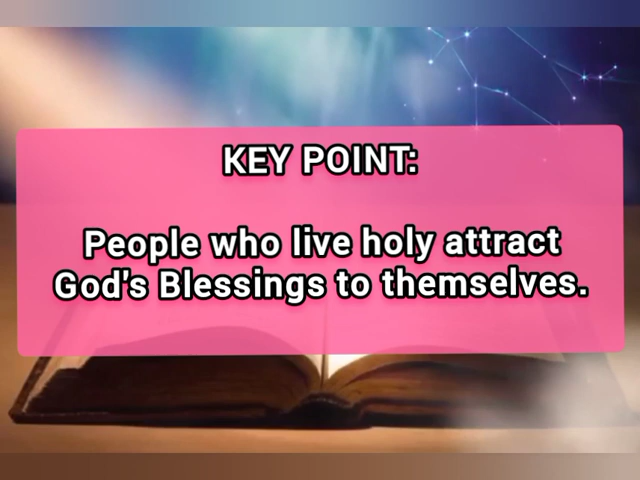 KEY POINT:
People who live holy attract
God's Blessings to themselves.